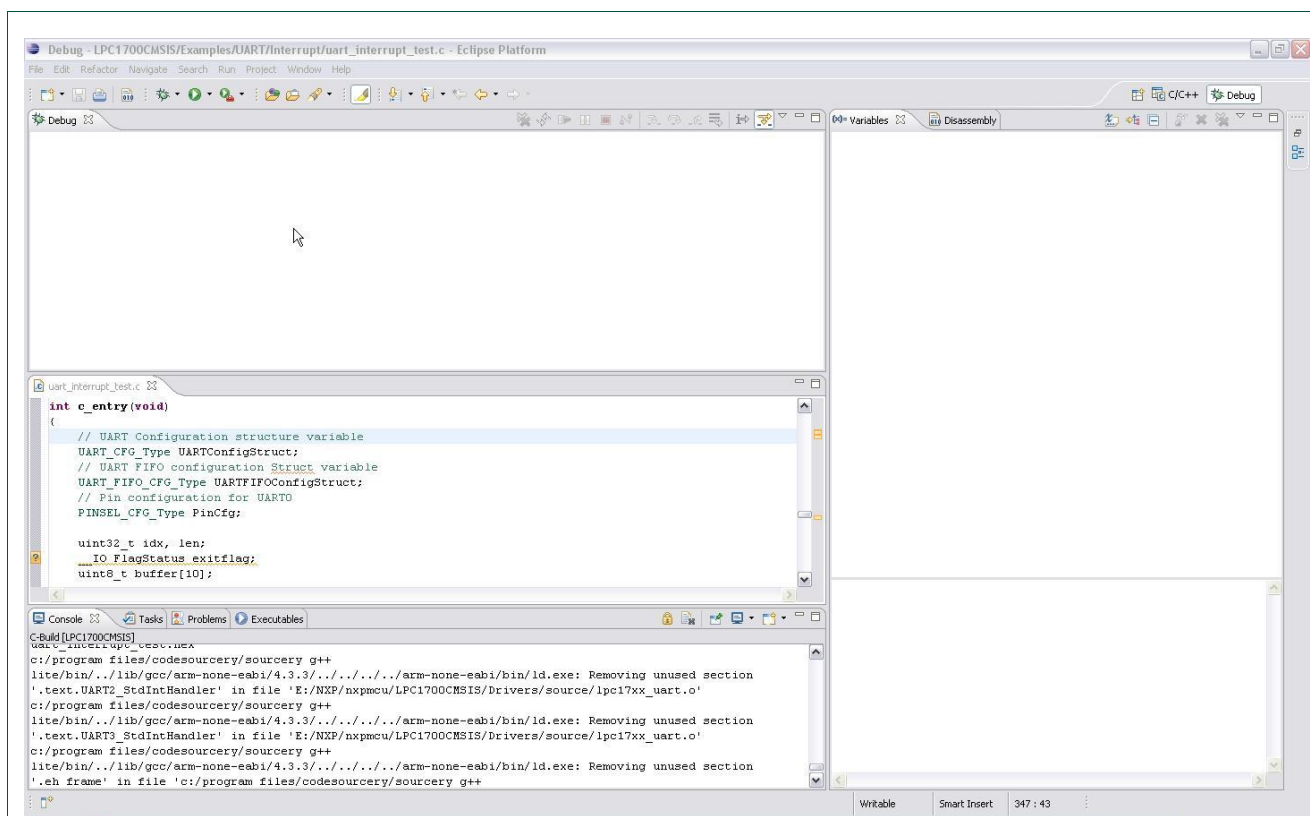 Debug - LPC1700CMSIS/Examples/UART/Interrupt/uart_interrupt_test.c - Eclipse Platform
File Edit Refactor Navigate Search Run Project Window Help
C/C++ Debug
Debug
Variables Disassembly
uart_interrupt_test.c
int c_entry(void)
{
// UART Configuration structure variable
UART_CFG_Type UARTConfigStruct;
// UART FIFO configuration Struct variable
UART_FIFO_CFG_Type UARTFIFOConfigStruct;
// Pin configuration for UART0
PINSEL_CFG_Type PinCfg;
uint32_t idx, len;
__IO FlagStatus exitflag;
uint8_t buffer[10];
Console Tasks Problems Executables
C-Build [LPC1700CMSIS]
uart_interrupt_test.hex
c:/program files/codesourcery/sourcery g++
lite/bin/../lib/gcc/arm-none-eabi/4.3.3/../../../../arm-none-eabi/bin/ld.exe: Removing unused section
'.text.UART2_StdIntHandler' in file 'E:/NXP/nxpmcu/LPC1700CMSIS/Drivers/source/lpc17xx_uart.o'
c:/program files/codesourcery/sourcery g++
lite/bin/../lib/gcc/arm-none-eabi/4.3.3/../../../../arm-none-eabi/bin/ld.exe: Removing unused section
'.text.UART3_StdIntHandler' in file 'E:/NXP/nxpmcu/LPC1700CMSIS/Drivers/source/lpc17xx_uart.o'
c:/program files/codesourcery/sourcery g++
lite/bin/../lib/gcc/arm-none-eabi/4.3.3/../../../../arm-none-eabi/bin/ld.exe: Removing unused section
'.eh_frame' in file 'c:/program files/codesourcery/sourcery g++
Writable Smart Insert 347 : 43